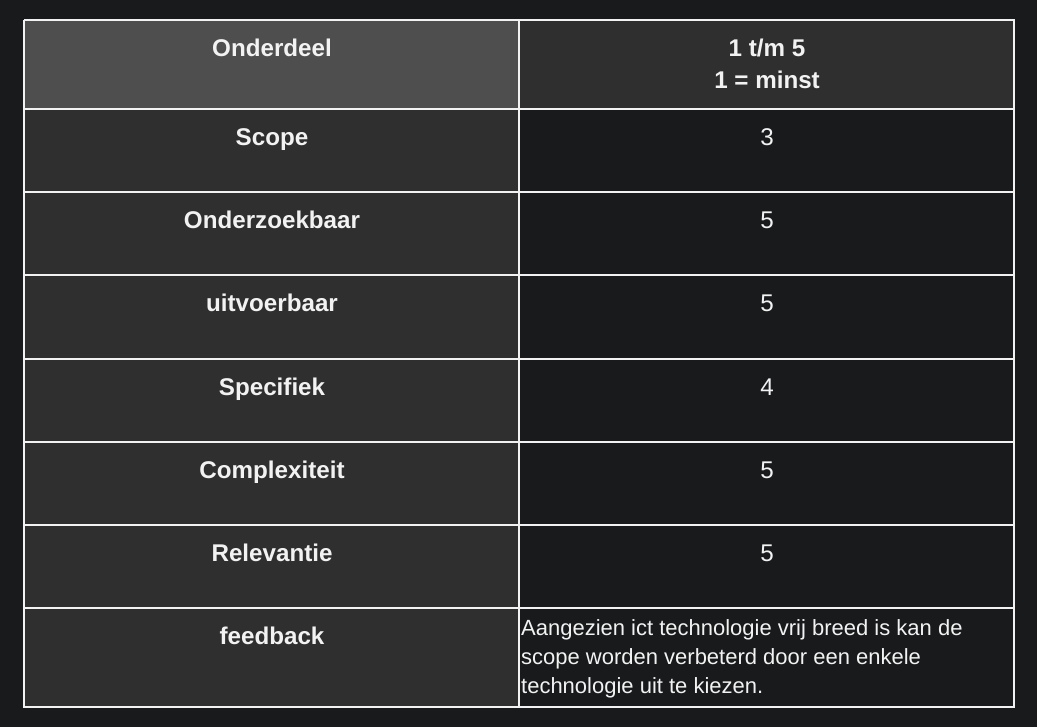 Onderdeel
1 t/m 5
1 = minst
Scope
3
Onderzoekbaar
5
uitvoerbaar
5
Specifiek
4
Complexiteit
5
Relevantie
5
feedback
Aangezien ict technologie vrij breed is kan de
scope worden verbeterd door een enkele
technologie uit te kiezen.